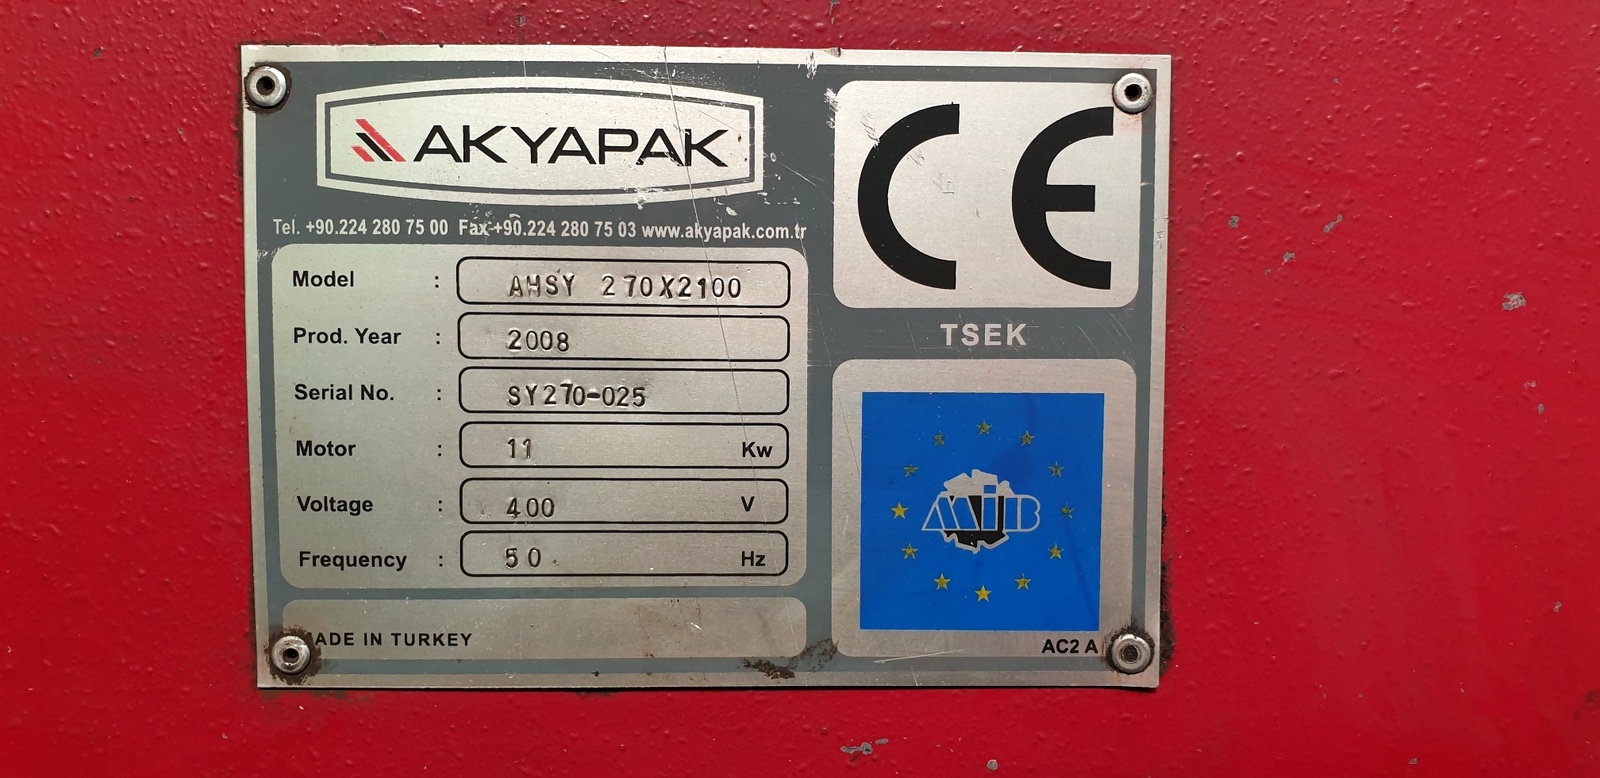 AKYAPAK
Tel. +90.224 280 75 00 Fax +90.224 280 75 03 www.akyapak.com.tr
Model : AHSY 270X2100
Prod. Year : 2008
Serial No. : SY270-025
Motor : 11 Kw
Voltage : 400 V
Frequency : 50 Hz
MADE IN TURKEY
CE
TSEK
MiB
AC2 A